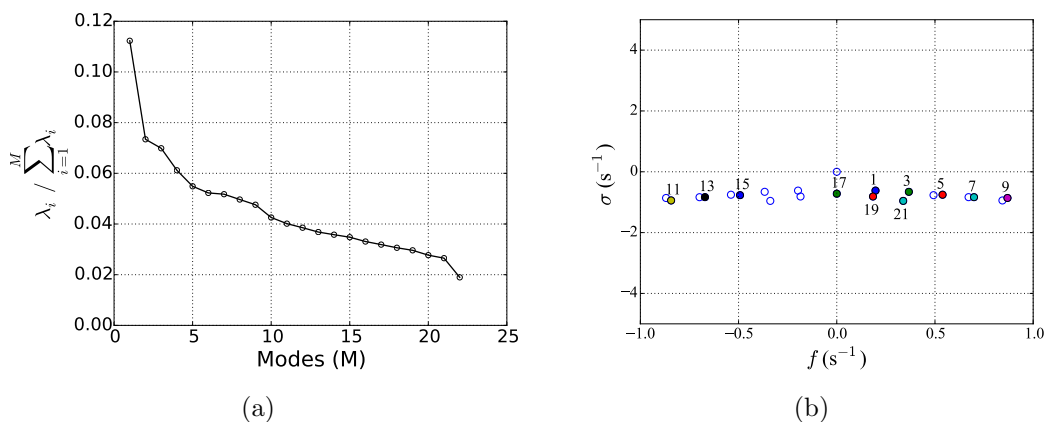 0.12
0.10
0.08
0.06
0.04
0.02
0.00
λ_i / ∑_{i=1}^{M} λ_i
0 5 10 15 20 25
Modes (M)
(a)
4
2
0
−2
−4
σ (s⁻¹)
11 13 15 17 1 3 5 7 9
19 21
−1.0 −0.5 0.0 0.5 1.0
f (s⁻¹)
(b)